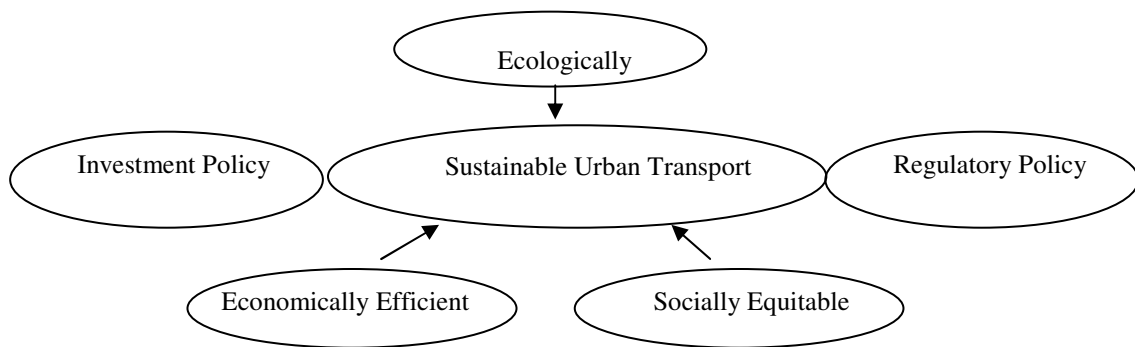 Ecologically
Investment Policy
Sustainable Urban Transport
Regulatory Policy
Economically Efficient
Socially Equitable